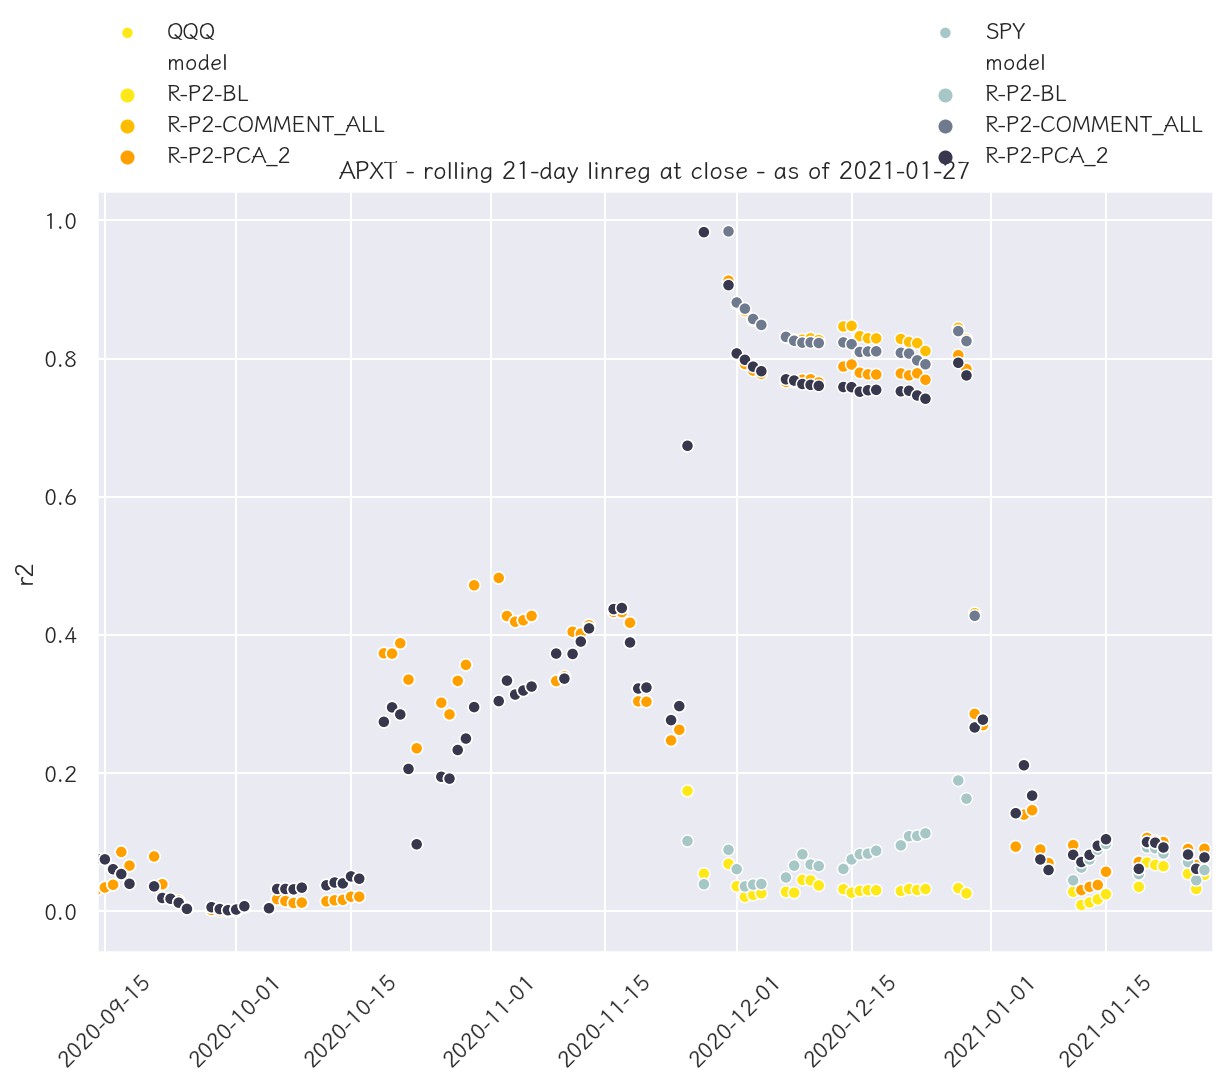 QQQ
model
R-P2-BL
R-P2-COMMENT_ALL
R-P2-PCA_2
SPY
model
R-P2-BL
R-P2-COMMENT_ALL
R-P2-PCA_2
APXT - rolling 21-day linreg at close - as of 2021-01-27
r2
1.0
0.8
0.6
0.4
0.2
0.0
2020-09-15
2020-10-01
2020-10-15
2020-11-01
2020-11-15
2020-12-01
2020-12-15
2021-01-01
2021-01-15